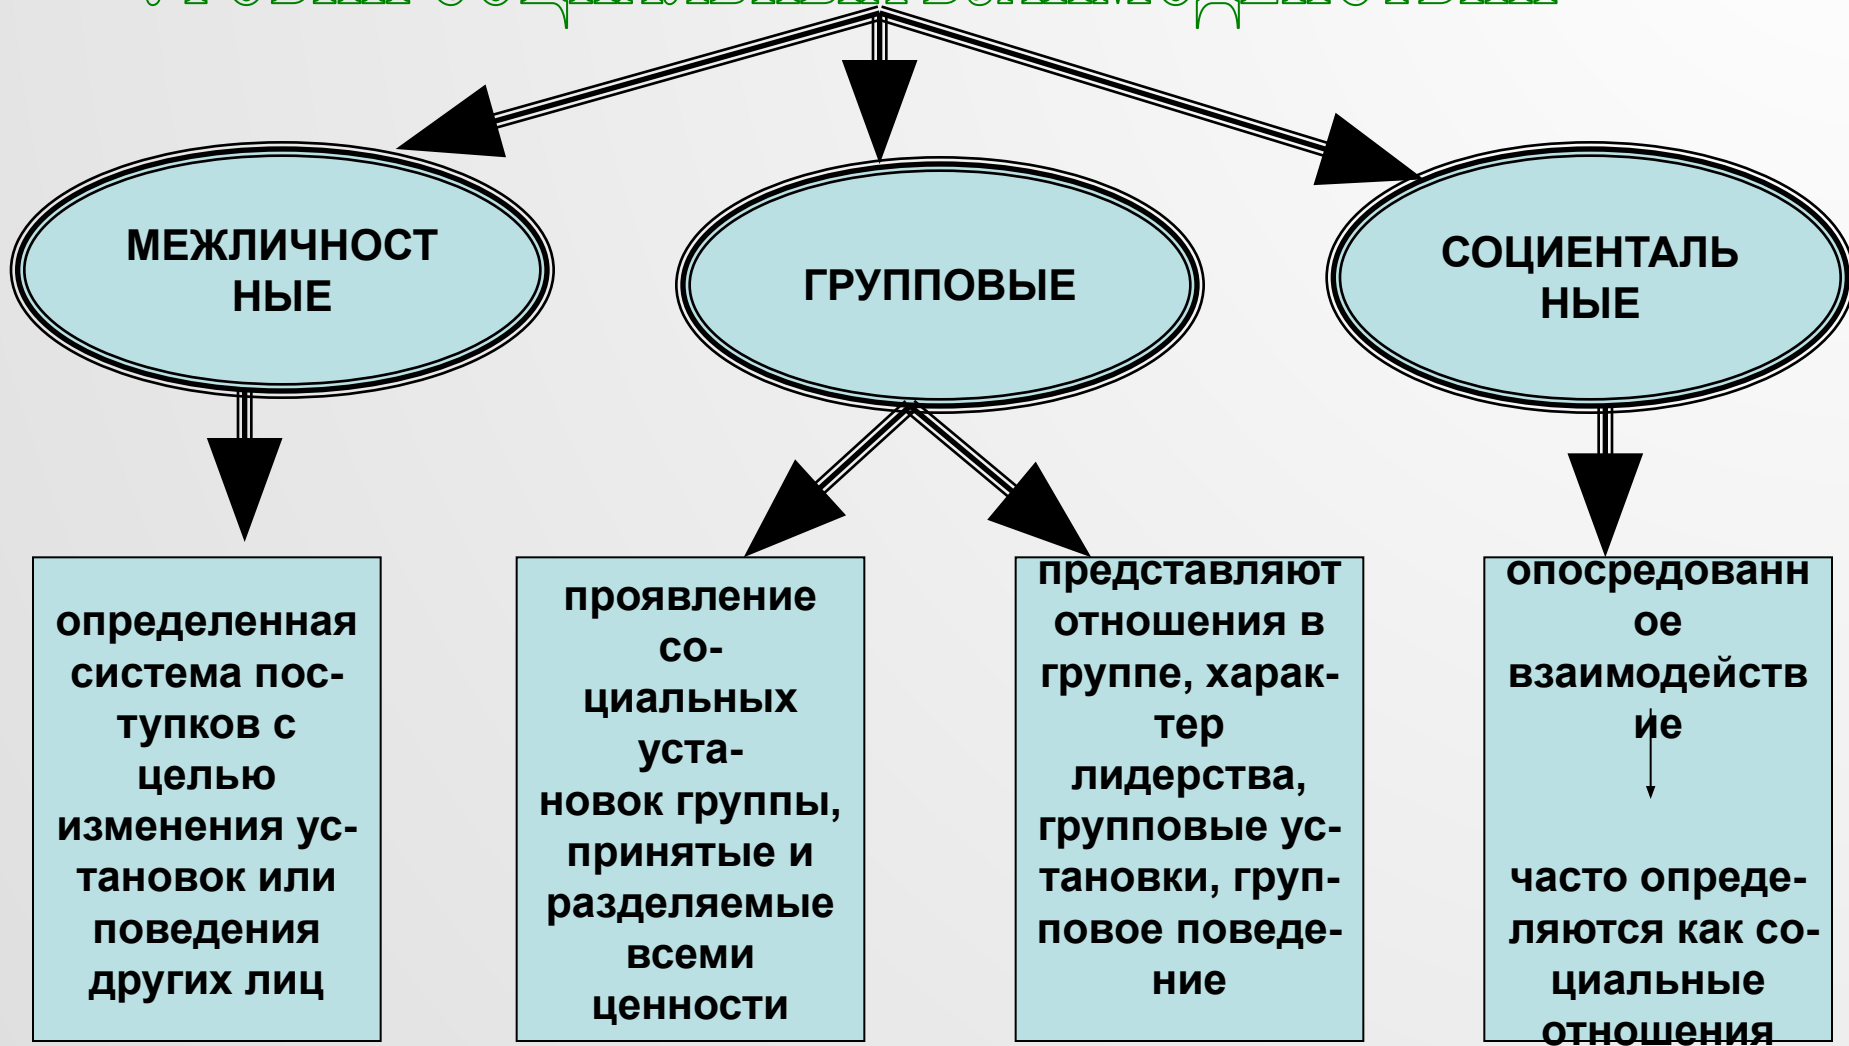 МЕЖЛИЧНОСТ
НЫЕ
ГРУППОВЫЕ
СОЦИЕНТАЛЬ
НЫЕ
определенная
система пос-
тупков с
целью
изменения ус-
тановок или
поведения
других лиц
проявление
со-
циальных
уста-
новок группы,
принятые и
разделяемые
всеми
ценности
представляют
отношения в
группе, харак-
тер
лидерства,
групповые ус-
тановки, груп-
повое поведе-
ние
опосредованн
ое
взаимодейств
ие
часто опреде-
ляются как со-
циальные
отношения